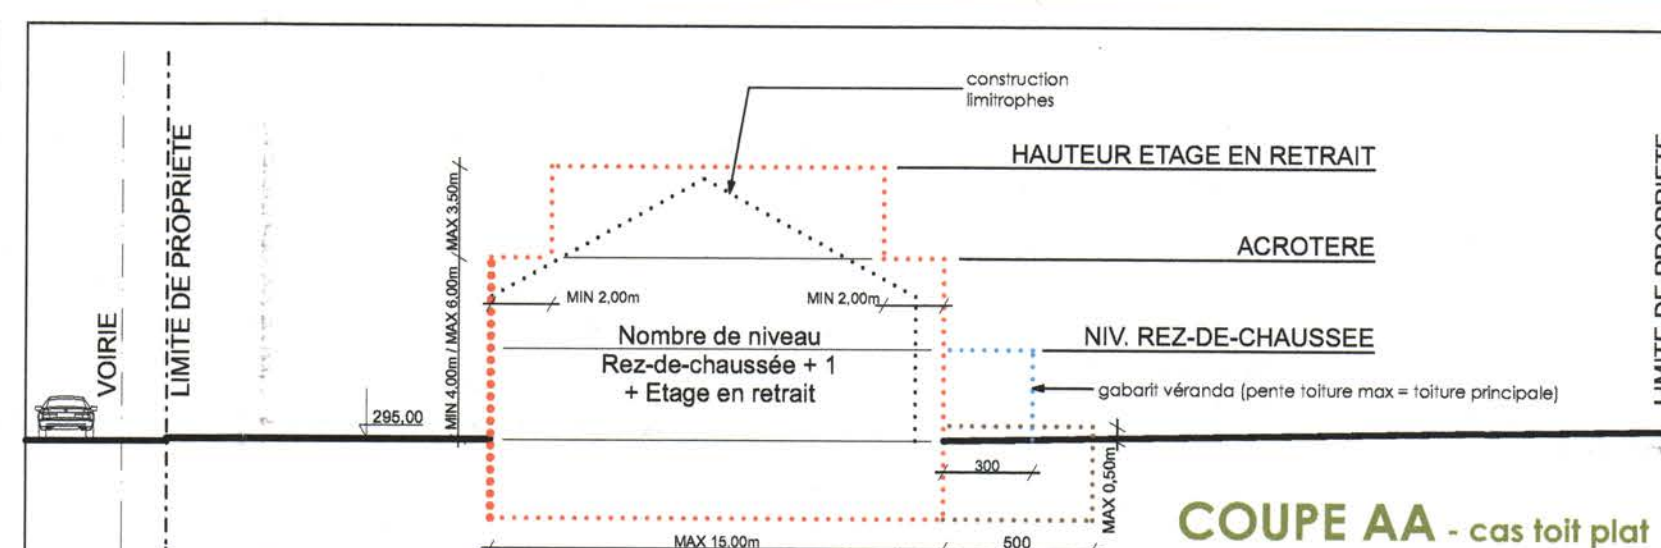 construction
limitrophes
HAUTEUR ETAGE EN RETRAIT
ACROTERE
NIV. REZ-DE-CHAUSSEE
gabarit véranda (pente toiture max = toiture principale)
VOIRIE
LIMITE DE PROPRIETE
295,00
MIN 4,00m / MAX 6,00m
MAX 3,50m
MIN 2,00m
MIN 2,00m
Nombre de niveau
Rez-de-chaussée + 1
+ Etage en retrait
300
MAX 0,50m
MAX 15,00m
500
LIMITE DE PROPRIETE
COUPE AA - cas toit plat